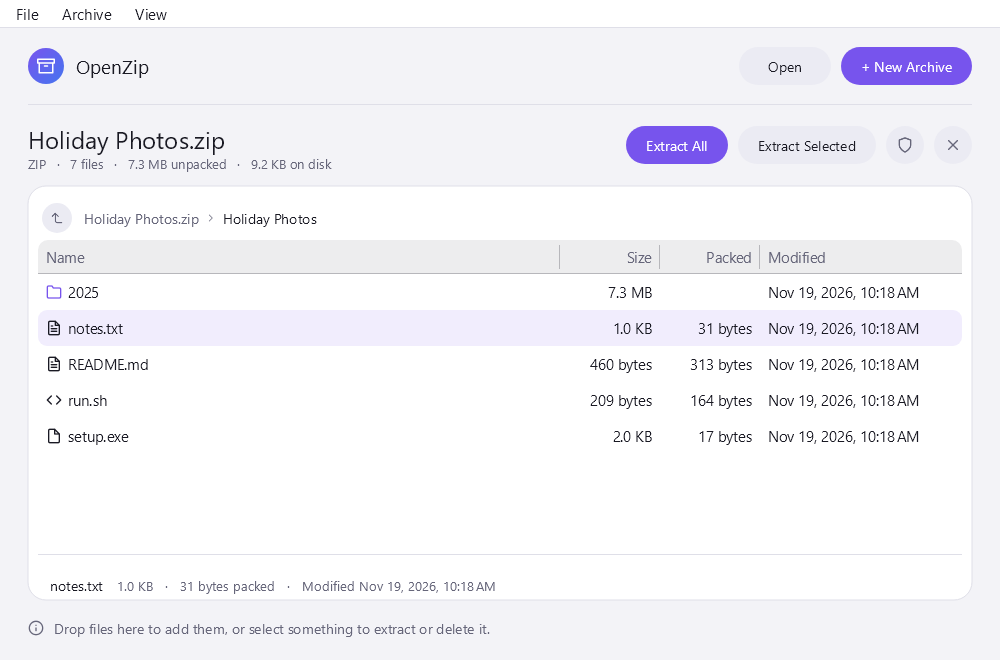 File Archive View
OpenZip
Open
+ New Archive
Holiday Photos.zip
ZIP · 7 files · 7.3 MB unpacked · 9.2 KB on disk
Extract All
Extract Selected
Holiday Photos.zip > Holiday Photos
Name Size Packed Modified
2025 7.3 MB Nov 19, 2026, 10:18 AM
notes.txt 1.0 KB 31 bytes Nov 19, 2026, 10:18 AM
README.md 460 bytes 313 bytes Nov 19, 2026, 10:18 AM
run.sh 209 bytes 164 bytes Nov 19, 2026, 10:18 AM
setup.exe 2.0 KB 17 bytes Nov 19, 2026, 10:18 AM
notes.txt 1.0 KB · 31 bytes packed · Modified Nov 19, 2026, 10:18 AM
Drop files here to add them, or select something to extract or delete it.